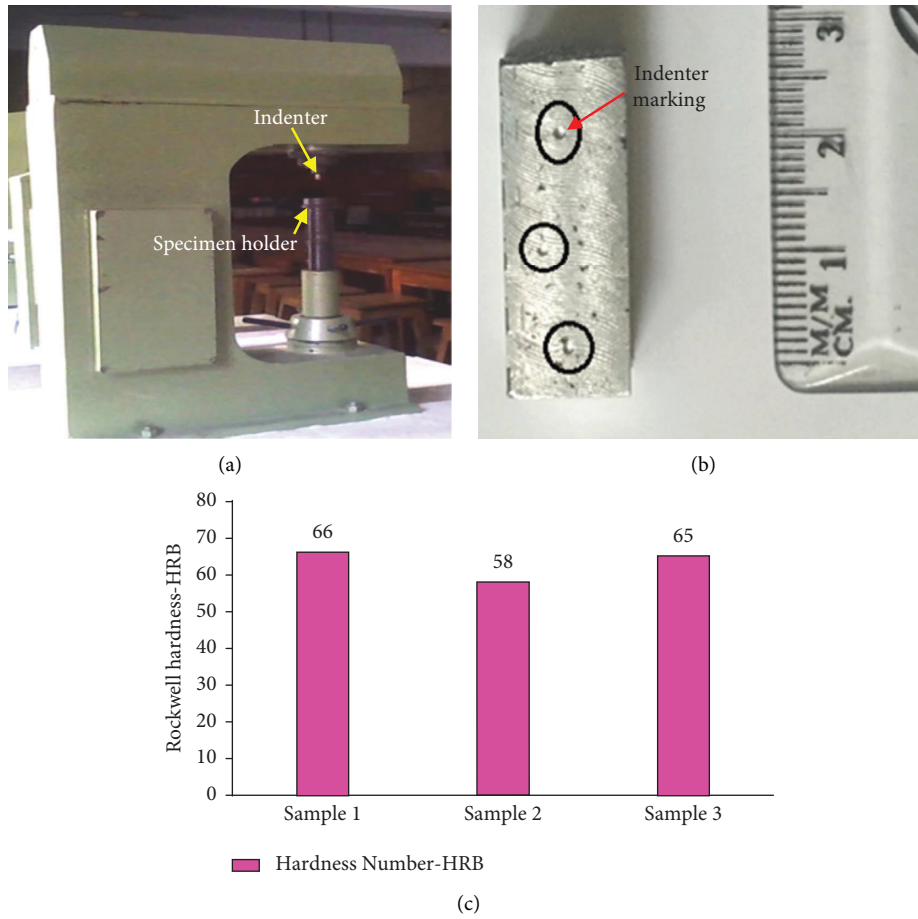 Indenter
Specimen holder
(a)
Indenter
marking
3
2
1
M/M
CM.
(b)
Rockwell hardness-HRB
80
70
60
50
40
30
20
10
0
66
58
65
Sample 1
Sample 2
Sample 3
Hardness Number-HRB
(c)